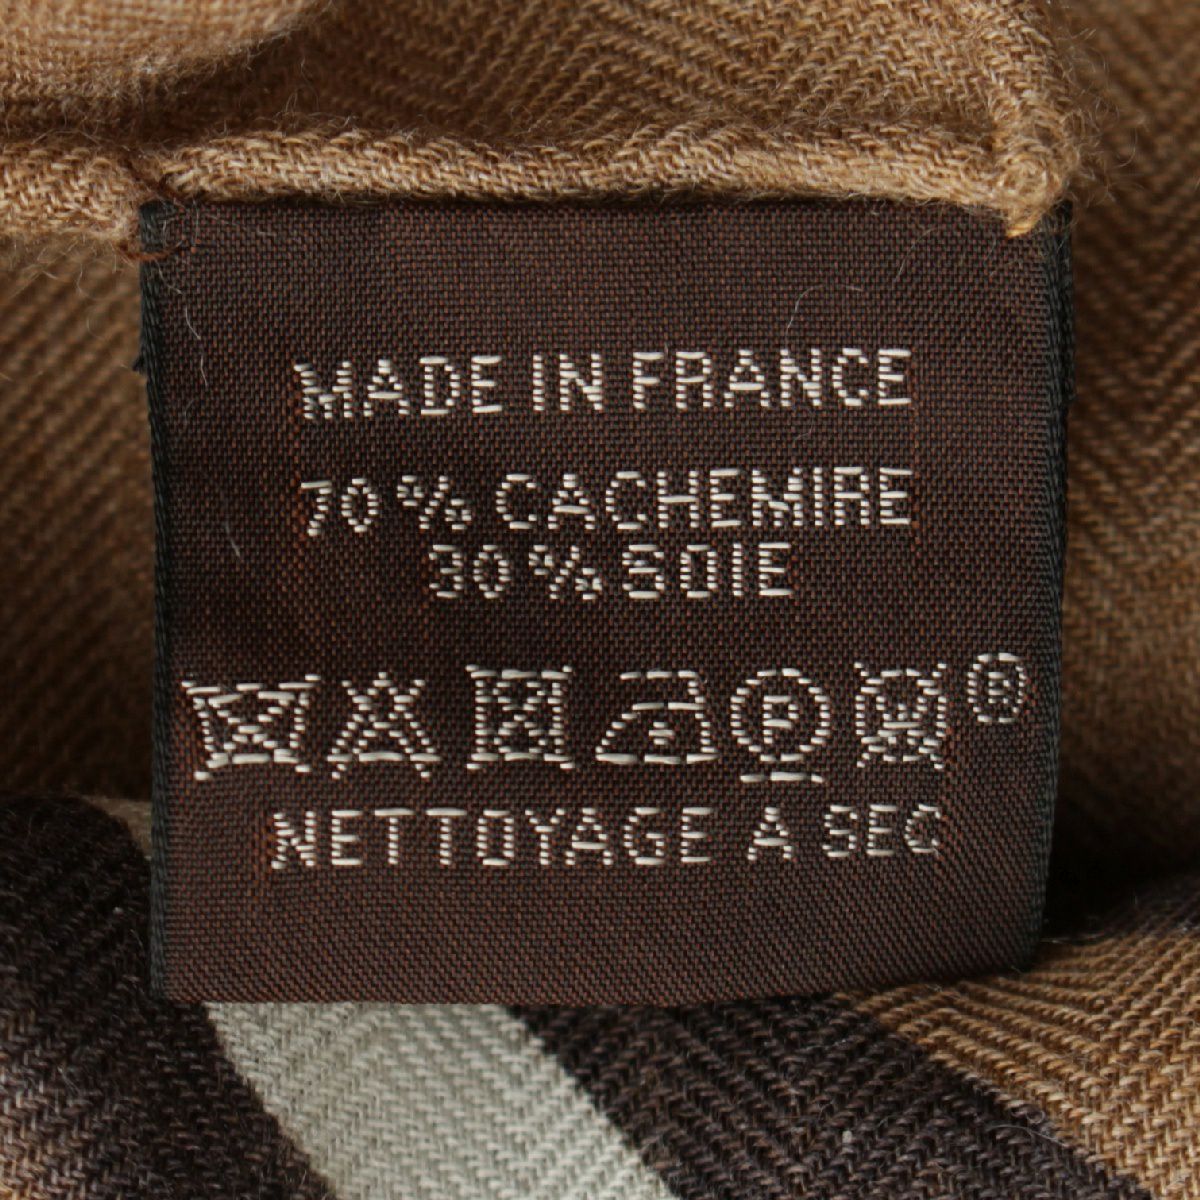 MADE IN FRANCE
70 % CACHEMIRE
30 % SOIE
P W ®
NETTOYAGE A SEC